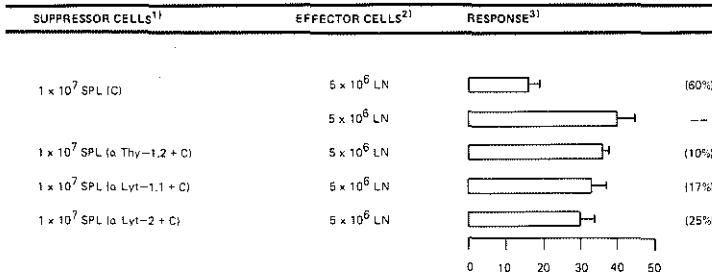 SUPPRESSOR CELLS1) EFFECTOR CELLS2) RESPONSE3)
1 x 10^7 SPL (C) 5 x 10^6 LN (60%)
5 x 10^6 LN --
1 x 10^7 SPL (α Thy-1.2 + C) 5 x 10^6 LN (10%)
1 x 10^7 SPL (α Lyt-1.1 + C) 5 x 10^6 LN (17%)
1 x 10^7 SPL (α Lyt-2 + C) 5 x 10^6 LN (25%)
0 10 20 30 40 50